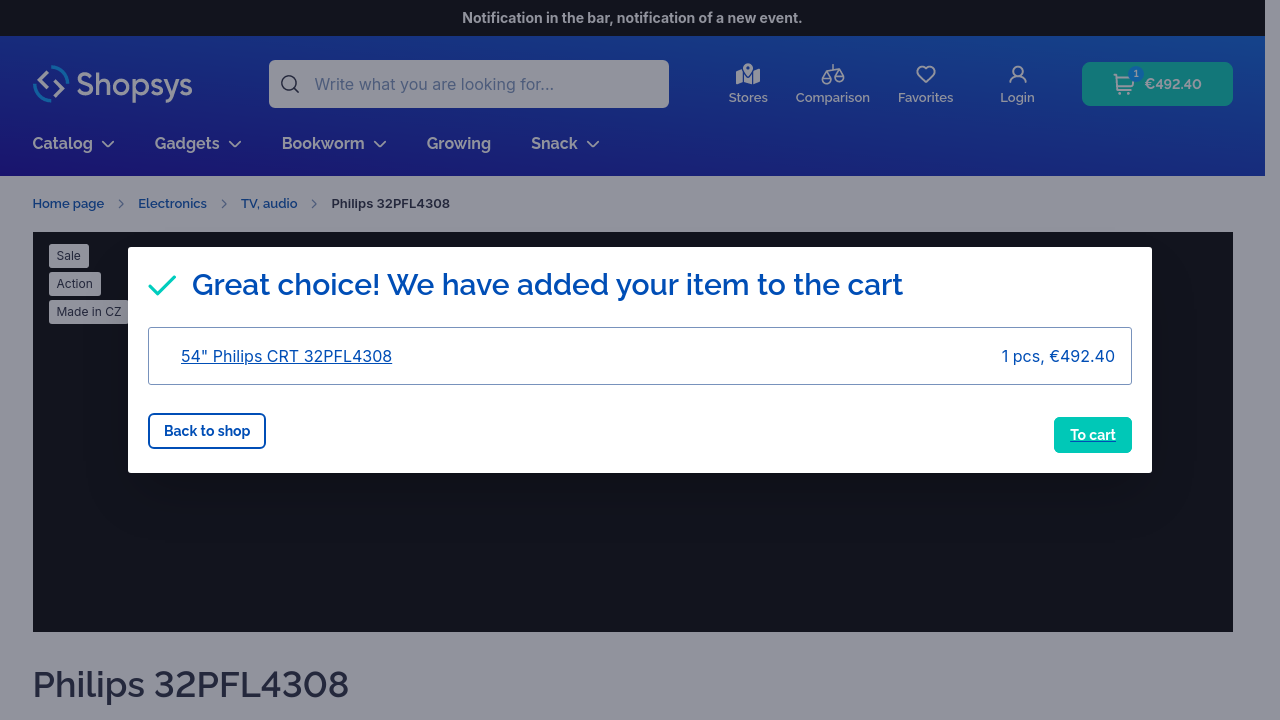 Notification in the bar, notification of a new event.
Shopsys
Write what you are looking for...
Stores
Comparison
Favorites
Login
1
€492.40
Catalog
Gadgets
Bookworm
Growing
Snack
Home page
Electronics
TV, audio
Philips 32PFL4308
Sale
Action
Made in CZ
Great choice! We have added your item to the cart
54" Philips CRT 32PFL4308
1 pcs, €492.40
Back to shop
To cart
Philips 32PFL4308